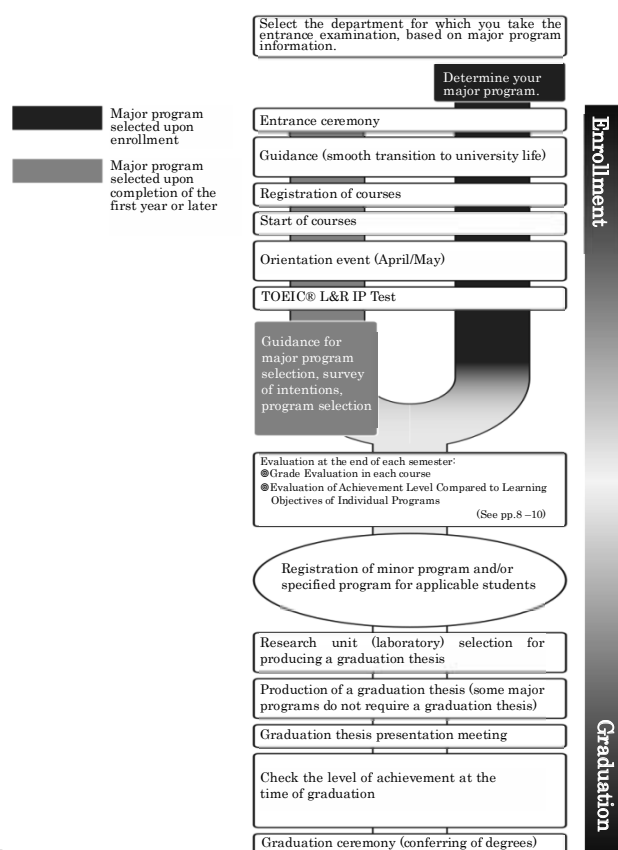 Select the department for which you take the
entrance examination, based on major program
information.
Determine your
major program.
Major program
selected upon
enrollment
Major program
selected upon
completion of the
first year or later
Entrance ceremony
Guidance (smooth transition to university life)
Registration of courses
Start of courses
Orientation event (April/May)
TOEIC® L&R IP Test
Guidance for
major program
selection, survey
of intentions,
program selection
Evaluation at the end of each semester:
◎Grade Evaluation in each course
◎Evaluation of Achievement Level Compared to Learning
Objectives of Individual Programs
(See pp.8 –10)
Registration of minor program and/or
specified program for applicable students
Research unit (laboratory) selection for
producing a graduation thesis
Production of a graduation thesis (some major
programs do not require a graduation thesis)
Graduation thesis presentation meeting
Check the level of achievement at the
time of graduation
Graduation ceremony (conferring of degrees)
Enrollment
Graduation